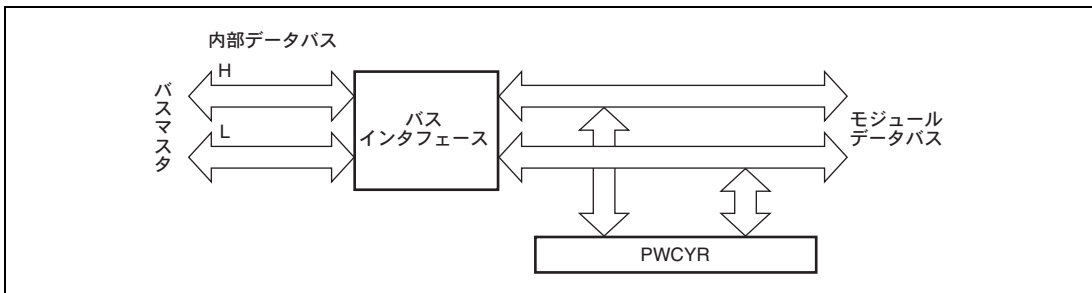 内部データバス
H
L
バスマスタ
バス
インタフェース
モジュール
データバス
PWCYR